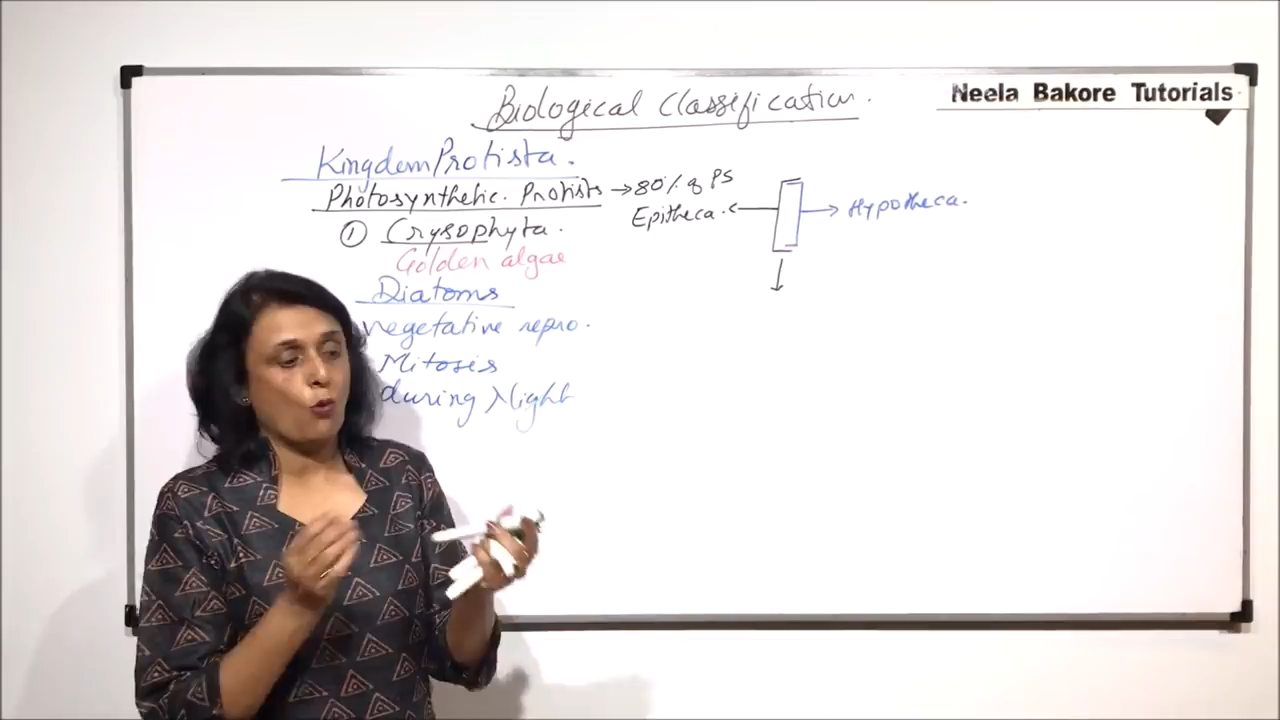 Biological Classification.
Neela Bakore Tutorials
Kingdom Protista.
Photosynthetic. Protists → 80% of PS
Epitheca. ← → Hypotheca.
① Crysophyta.
Golden algae
Diatoms
vegetative repro.
Mitosis
during Night